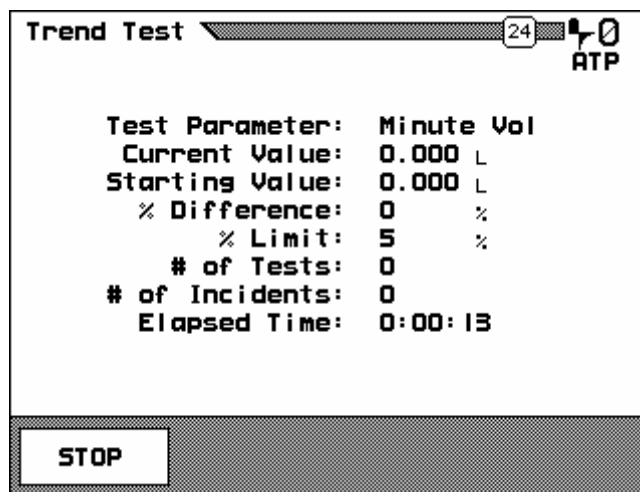 Trend Test 24 0
ATP
Test Parameter: Minute Vol
Current Value: 0.000 L
Starting Value: 0.000 L
% Difference: 0 %
% Limit: 5 %
# of Tests: 0
# of Incidents: 0
Elapsed Time: 0:00:13
STOP